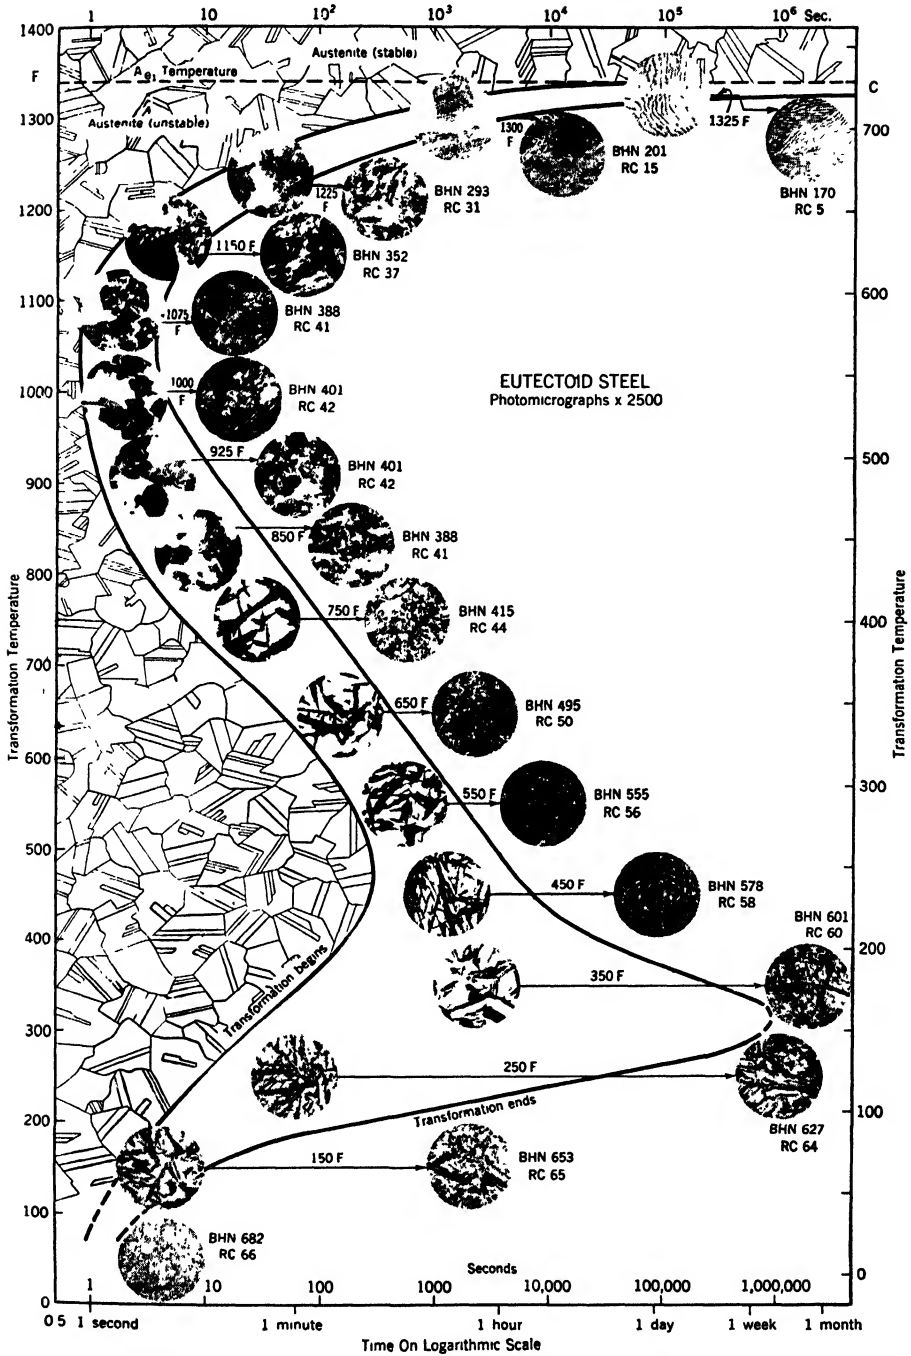 1 10 10² 10³ 10⁴ 10⁵ 10⁶ Sec.
1400
F
1300
1200
1100
1000
900
800
700
600
500
400
300
200
100
0
Transformation Temperature
Austenite (stable)
Ae₁ Temperature
Austenite (unstable)
C
700
600
500
400
300
200
100
0
Transformation Temperature
1325 F
BHN 170
RC 5
1300
F
BHN 201
RC 15
1225
F
BHN 293
RC 31
1150 F
BHN 352
RC 37
1075
F
BHN 388
RC 41
1000
F
BHN 401
RC 42
EUTECTOID STEEL
Photomicrographs x 2500
925 F
BHN 401
RC 42
850 F
BHN 388
RC 41
750 F
BHN 415
RC 44
650 F
BHN 495
RC 50
550 F
BHN 555
RC 56
450 F
BHN 578
RC 58
350 F
BHN 601
RC 60
Transformation begins
250 F
BHN 627
RC 64
Transformation ends
150 F
BHN 653
RC 65
BHN 682
RC 66
Seconds
1 10 100 1000 10,000 100,000 1,000,000
0 5 1 second 1 minute 1 hour 1 day 1 week 1 month
Time On Logarithmic Scale